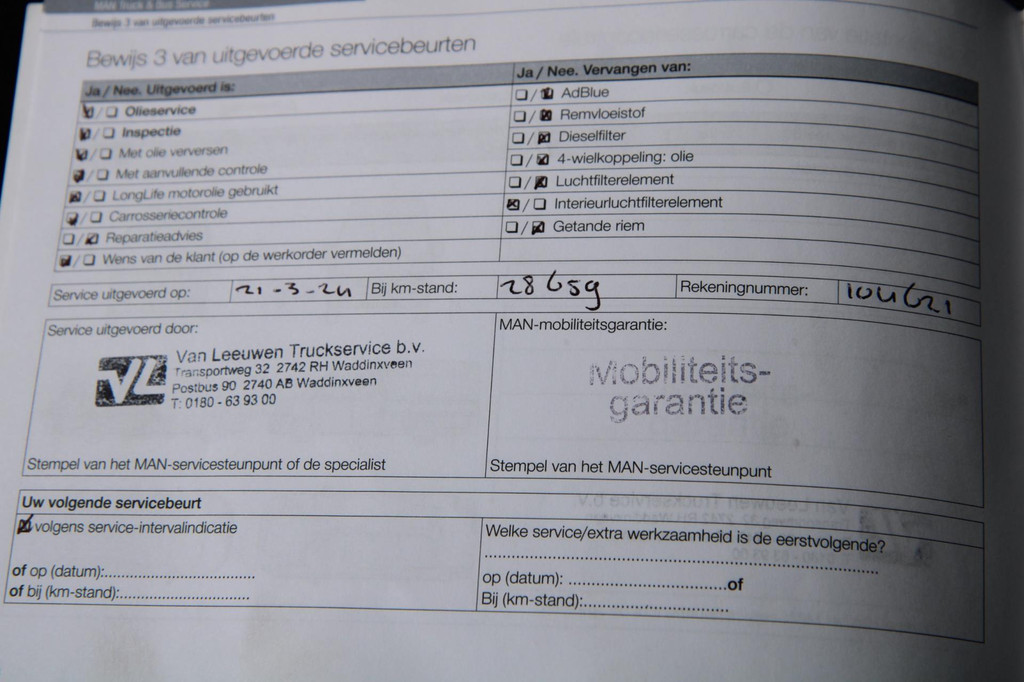 MAN Truck & Bus Service
Bewijs 3 van uitgevoerde servicebeurten
Bewijs 3 van uitgevoerde servicebeurten
Ja / Nee. Uitgevoerd is:
/ Olieservice
/ Inspectie
/ Met olie verversen
/ Met aanvullende controle
/ LongLife motorolie gebruikt
/ Carrosseriecontrole
/ Reparatieadvies
/ Wens van de klant (op de werkorder vermelden)
Ja / Nee. Vervangen van:
/ AdBlue
/ Remvloeistof
/ Dieselfilter
/ 4-wielkoppeling: olie
/ Luchtfilterelement
/ Interieurluchtfilterelement
/ Getande riem
Service uitgevoerd op: 21-3-24 Bij km-stand: 28659 Rekeningnummer: 104621
Service uitgevoerd door:
VL
Van Leeuwen Truckservice b.v.
Transportweg 32 2742 RH Waddinxveen
Postbus 90 2740 AB Waddinxveen
T: 0180 - 63 93 00
Stempel van het MAN-servicesteunpunt of de specialist
MAN-mobiliteitsgarantie:
Mobiliteits-
garantie
Stempel van het MAN-servicesteunpunt
Uw volgende servicebeurt
volgens service-intervalindicatie
of op (datum):
of bij (km-stand):
Welke service/extra werkzaamheid is de eerstvolgende?
op (datum): of
Bij (km-stand):